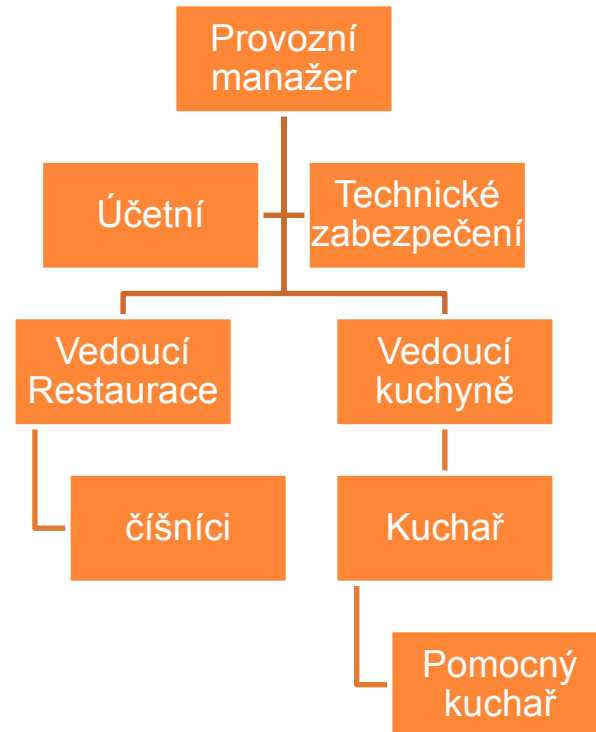 Provozní
manažer
Účetní
Technické
zabezpečení
Vedoucí
Restaurace
Vedoucí
kuchyně
číšníci
Kuchař
Pomocný
kuchař